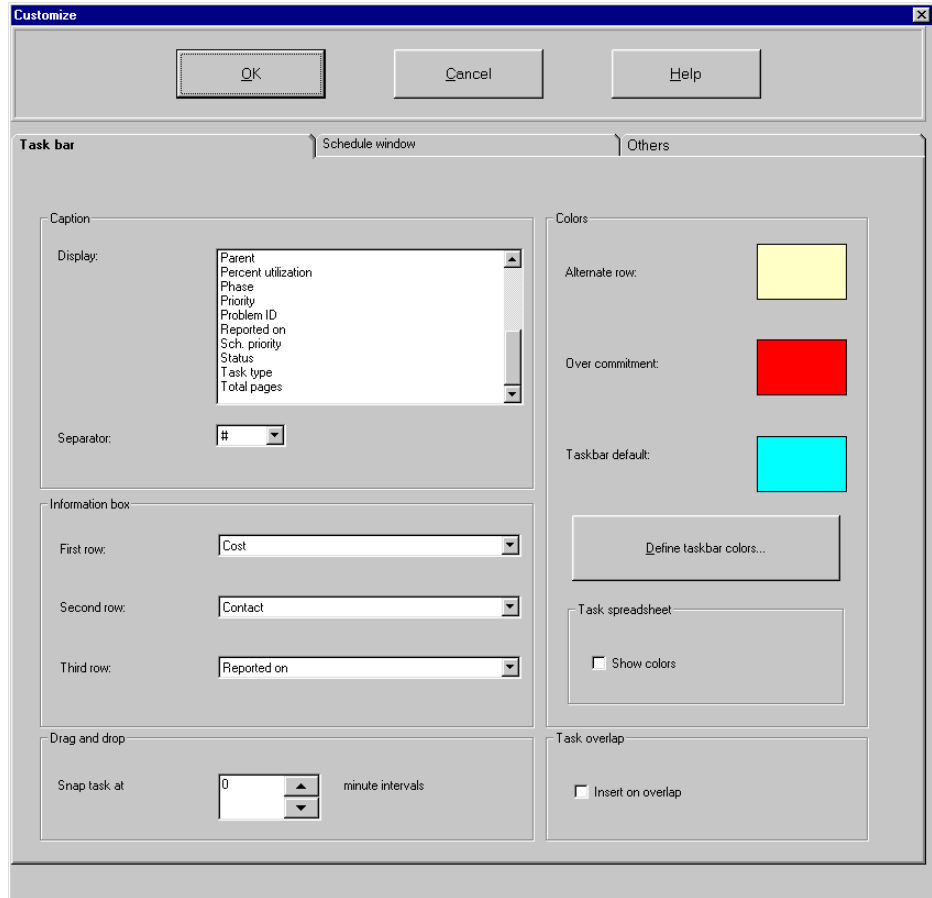 Customize
OK
Cancel
Help
Task bar
Schedule window
Others
Caption
Display:
Parent
Percent utilization
Phase
Priority
Problem ID
Reported on
Sch. priority
Status
Task type
Total pages
Separator:
#
Information box
First row:
Cost
Second row:
Contact
Third row:
Reported on
Drag and drop
Snap task at
0
minute intervals
Colors
Alternate row:
Over commitment:
Taskbar default:
Define taskbar colors...
Task spreadsheet
Show colors
Task overlap
Insert on overlap